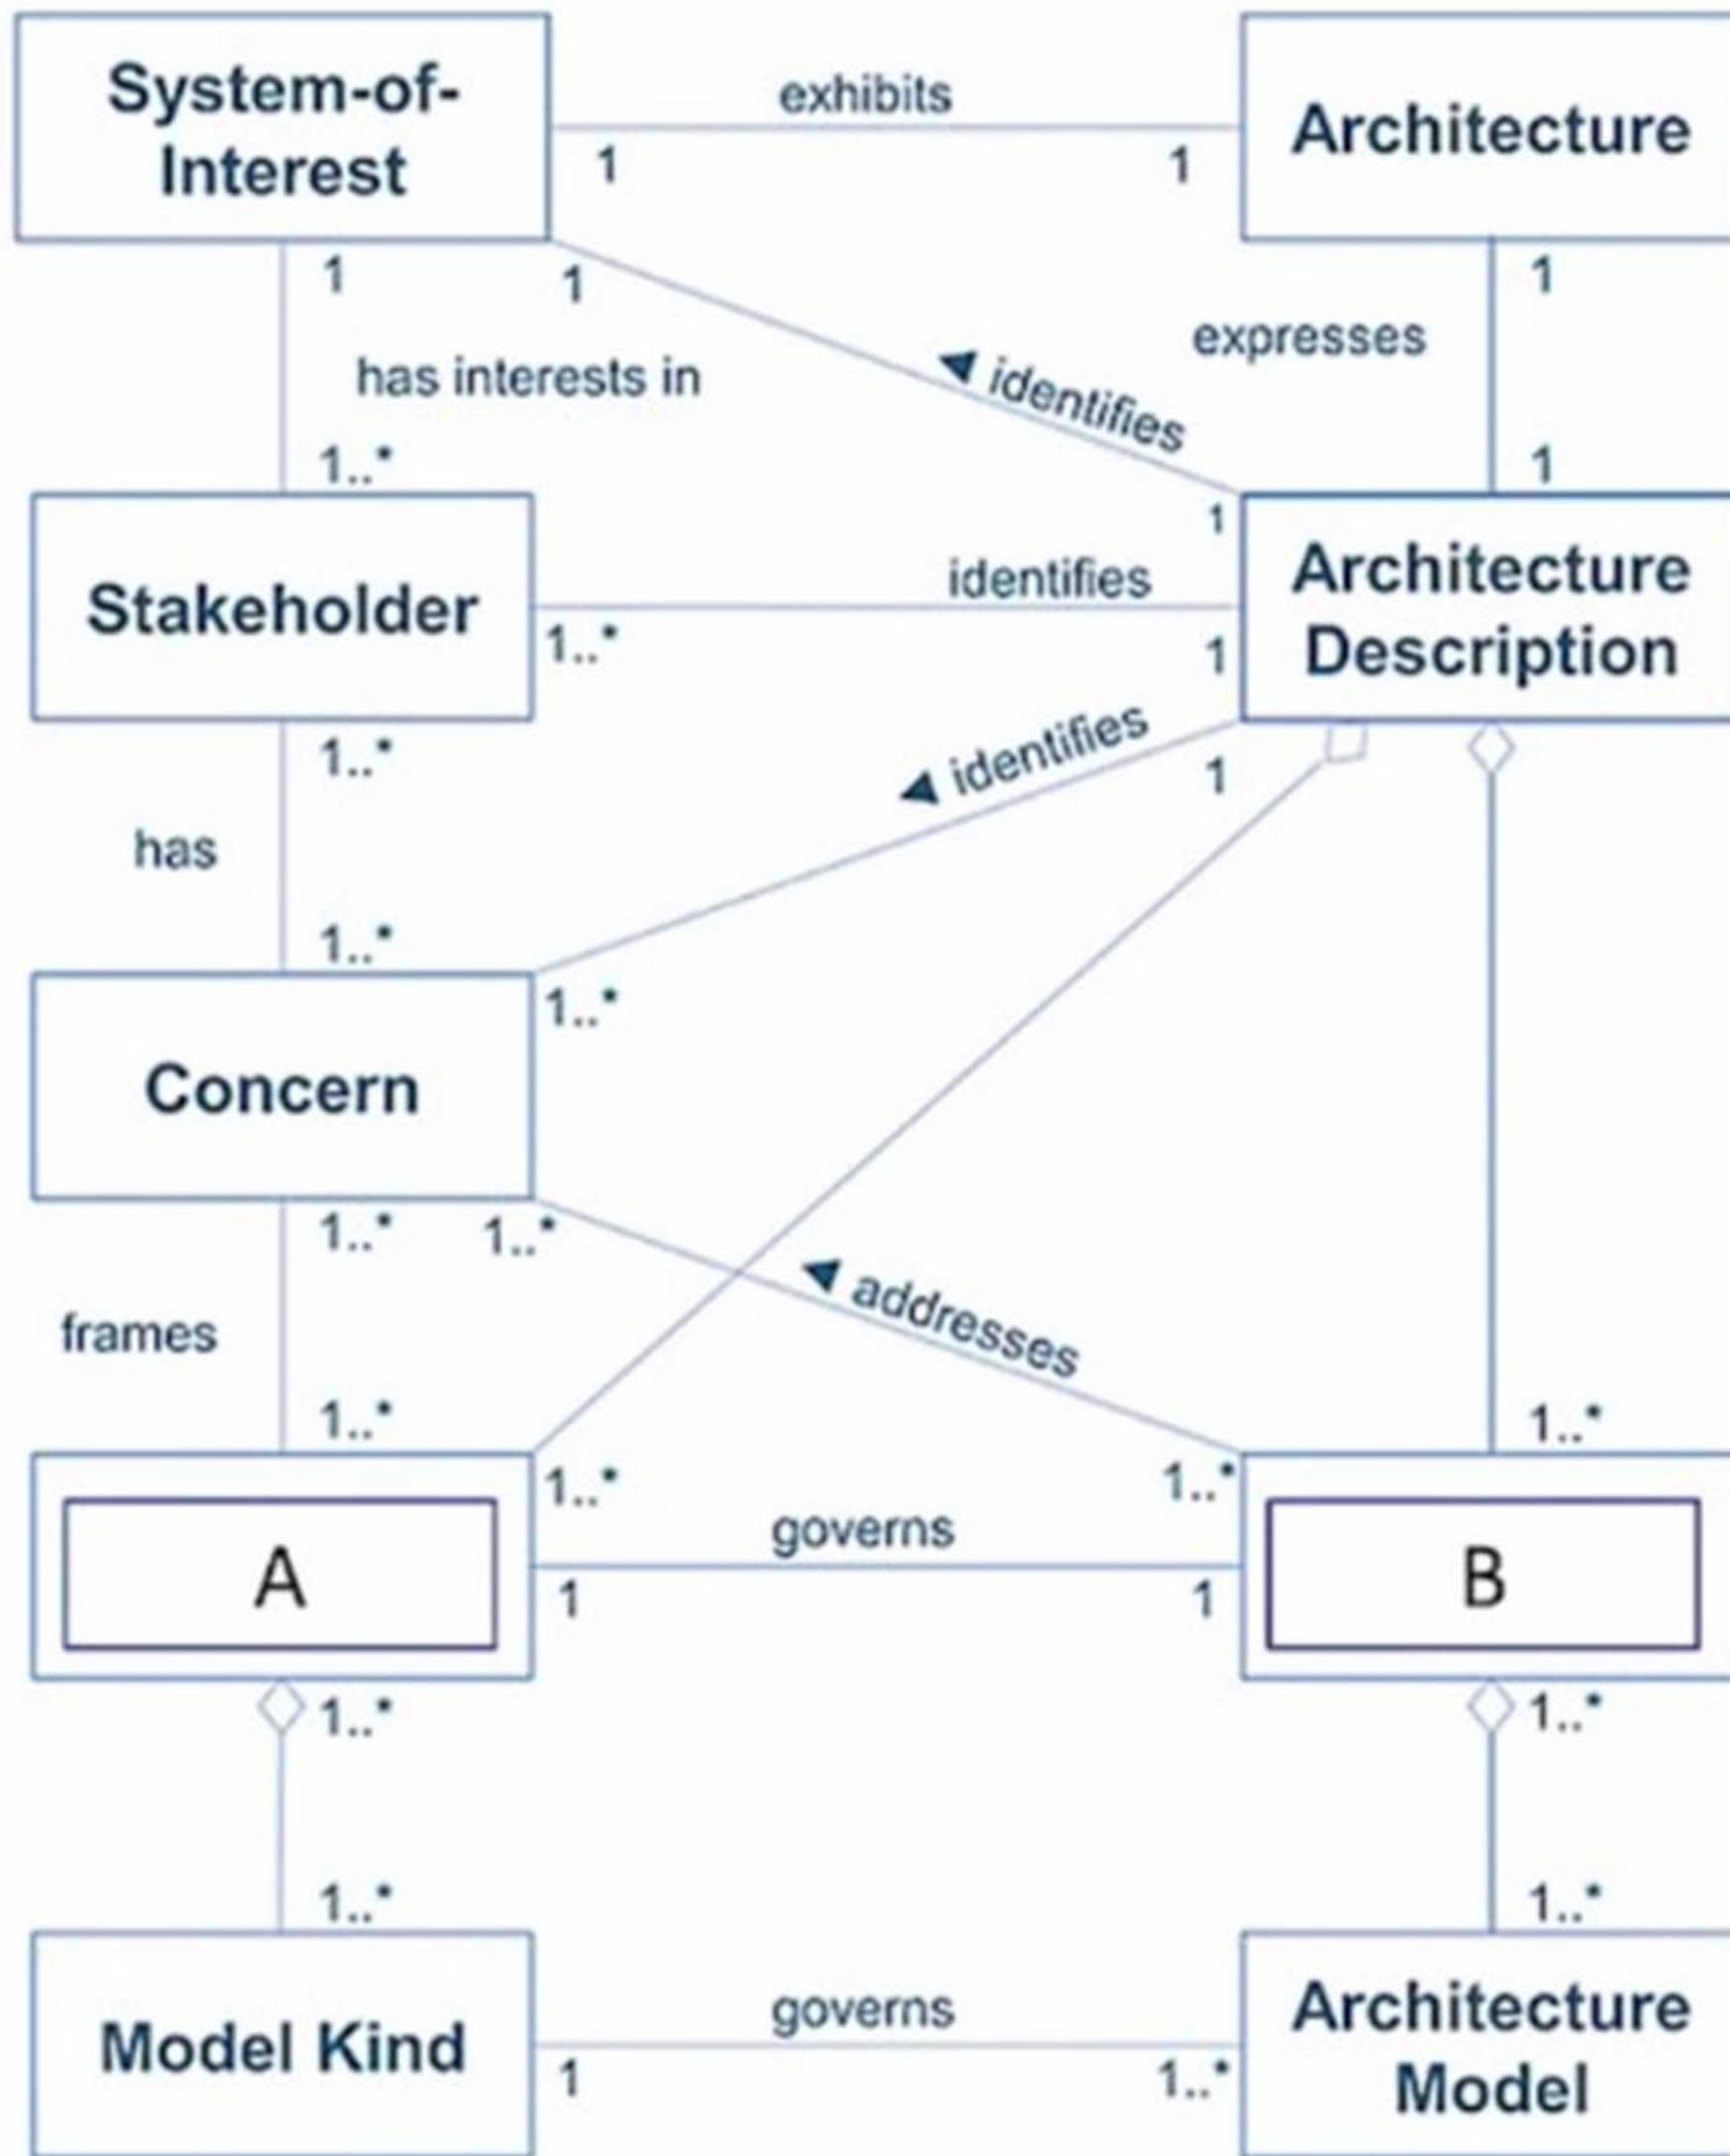 System-of-
Interest
exhibits
1
1
Architecture
1
1
1
has interests in
identifies
expresses
1..*
1
1
Stakeholder
identifies
1..*
1
Architecture
Description
1..*
has
identifies
1
1..*
1..*
Concern
1..*
1..*
frames
addresses
1..*
1..*
1..*
1..*
A
governs
1
1
B
1..*
1..*
1..*
1..*
Model Kind
governs
1
1..*
Architecture
Model